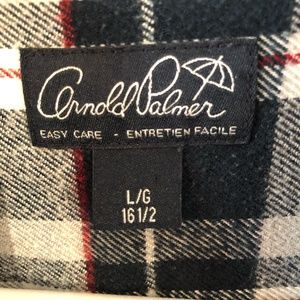 Arnold Palmer
EASY CARE - ENTRETIEN FACILE
L/G
16 1/2